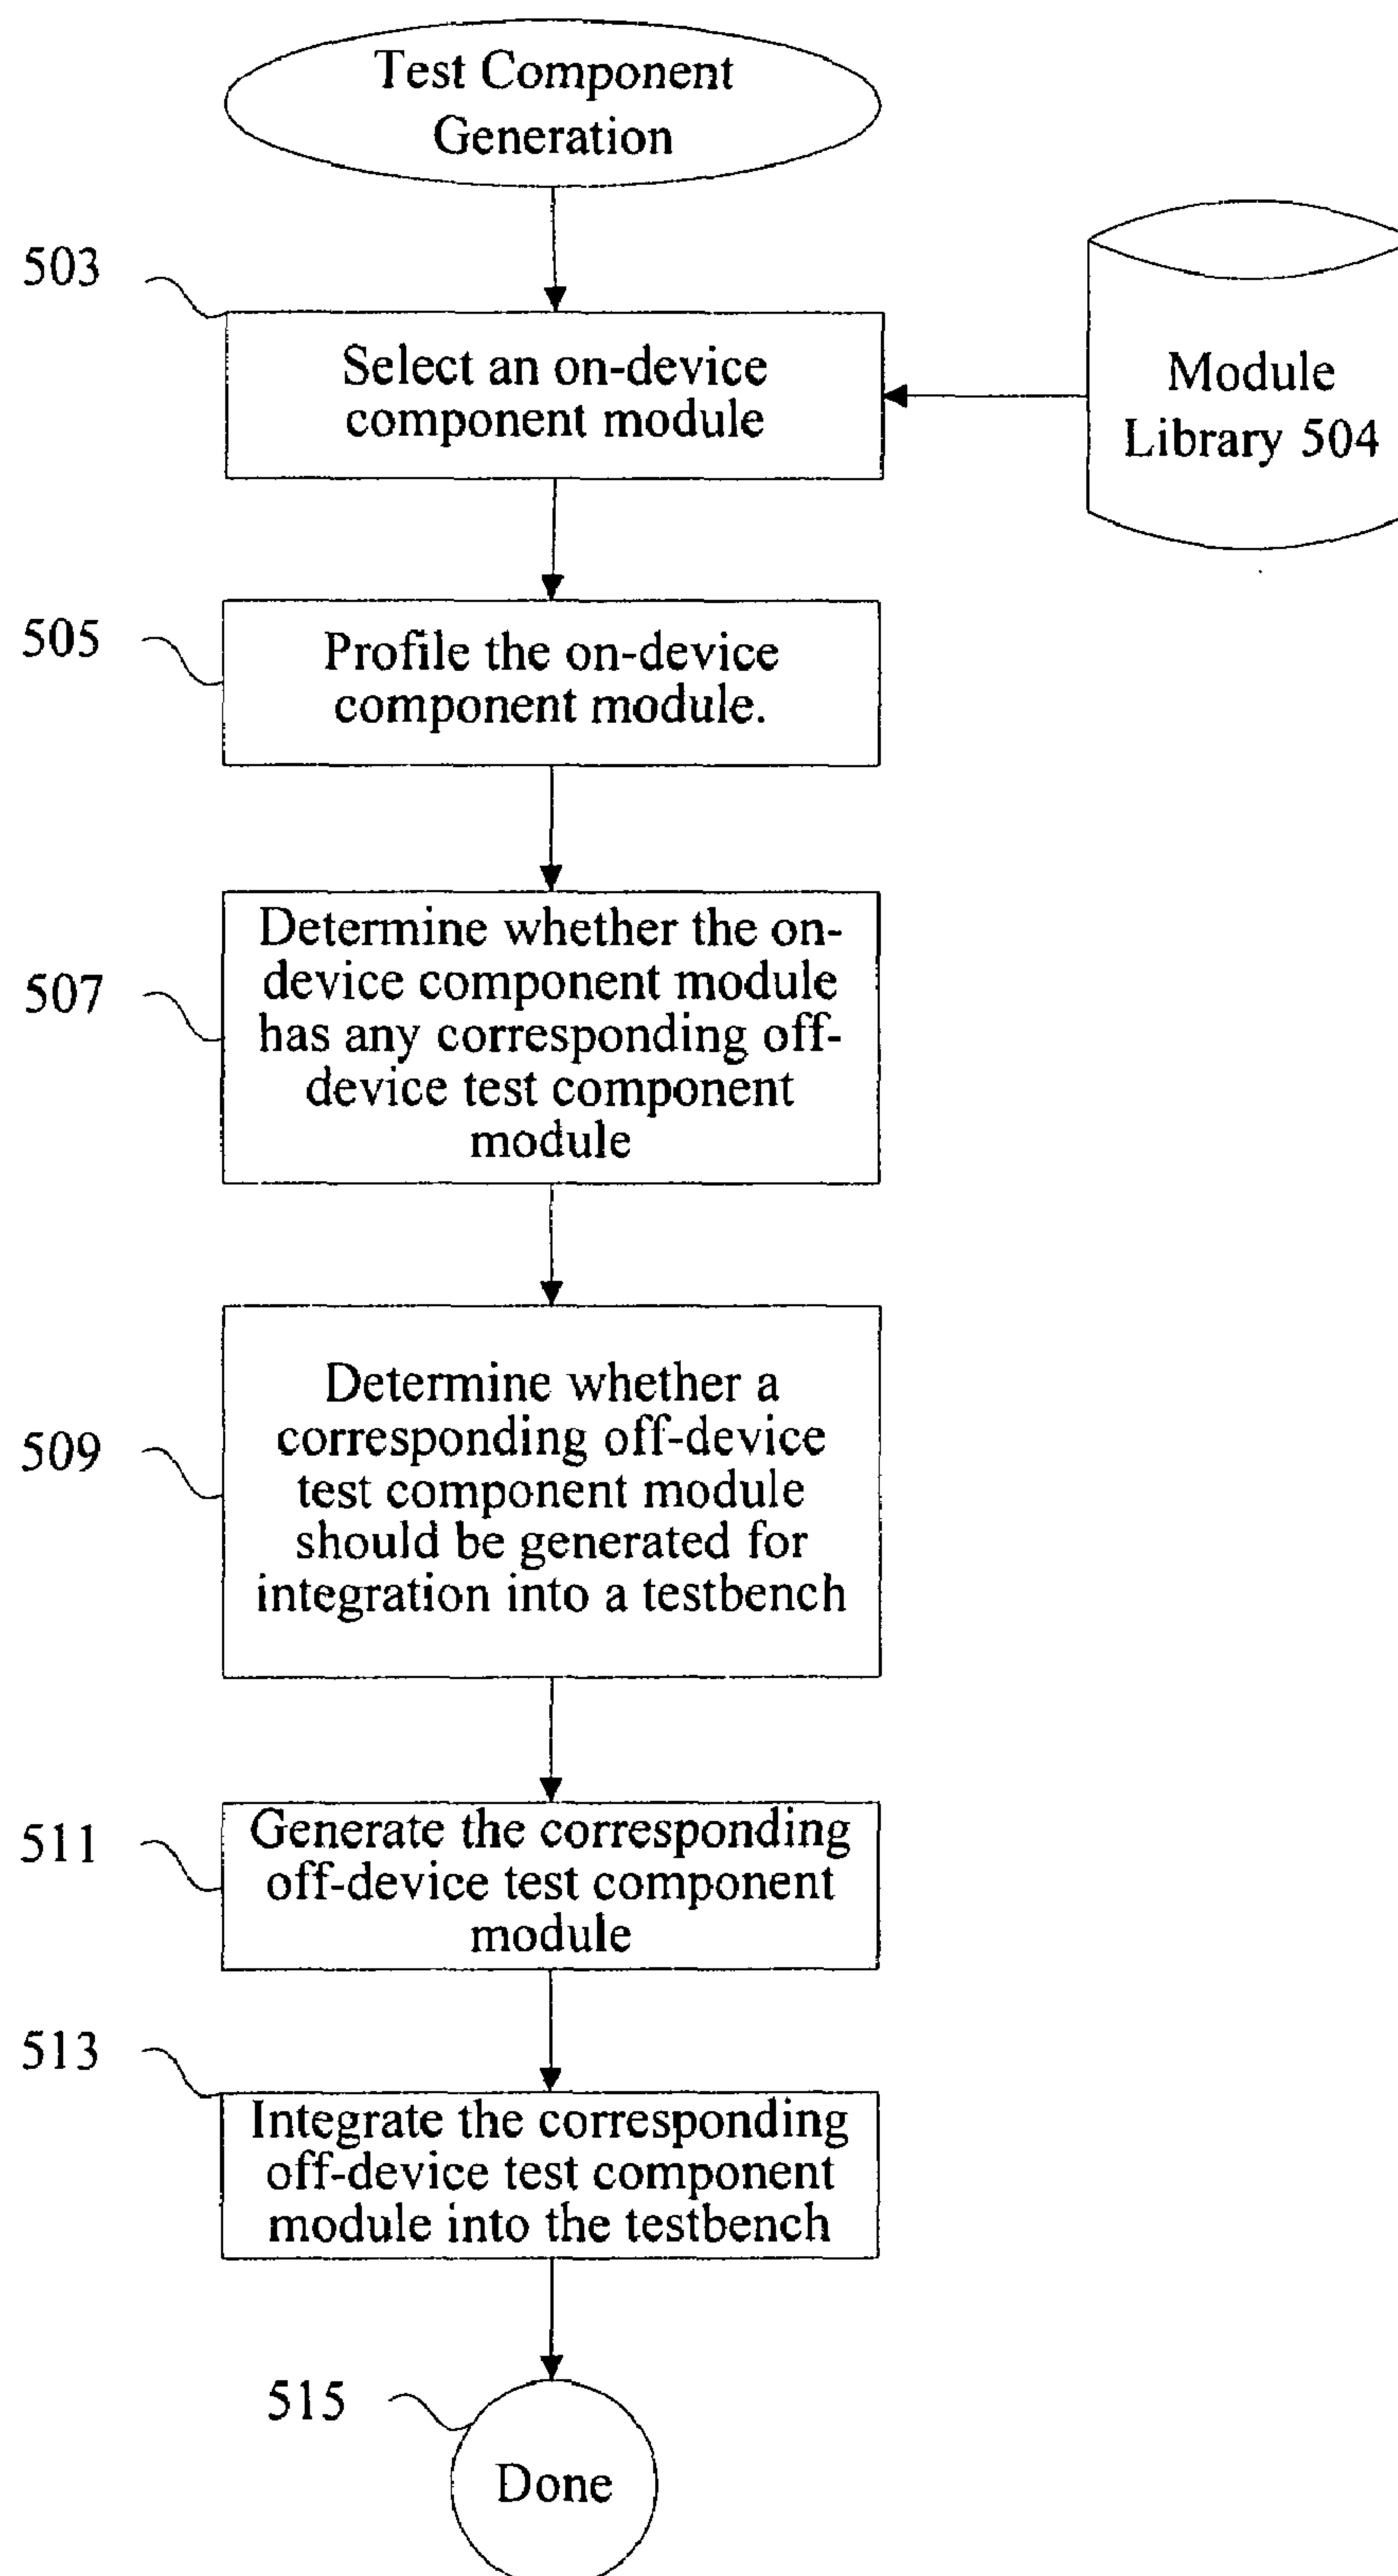 Test Component
Generation
503
Select an on-device
component module
Module
Library 504
505
Profile the on-device
component module.
507
Determine whether the on-
device component module
has any corresponding off-
device test component
module
509
Determine whether a
corresponding off-device
test component module
should be generated for
integration into a testbench
511
Generate the corresponding
off-device test component
module
513
Integrate the corresponding
off-device test component
module into the testbench
515
Done